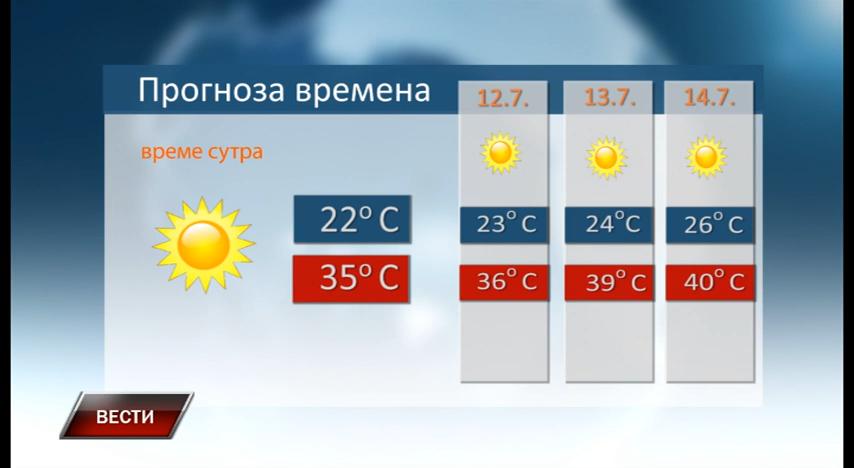 Прогноза времена
време сутра
22° C
35° C
12.7.
23° C
36° C
13.7.
24°C
39° C
14.7.
26° C
40° C
ВЕСТИ